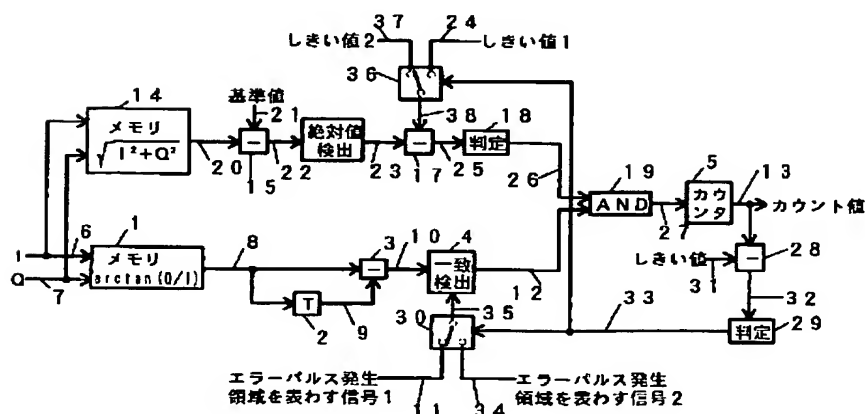 37
24
しきい値2
しきい値1
36
14
基準値
21
38
18
メモリ
√I²+Q²
絶対値
検出
−
−
判定
20
15
22
23
17
25
26
19
5
13
AND
カウ
ンタ
カウント値
27
28
1
8
3
10
4
I
6
Q
7
メモリ
arctan(Q/I)
−
一致
検出
12
しきい値
31
−
T
2
9
30
35
33
32
判定
29
エラーパルス発生
領域を表わす信号1
エラーパルス発生
領域を表わす信号2
11
34